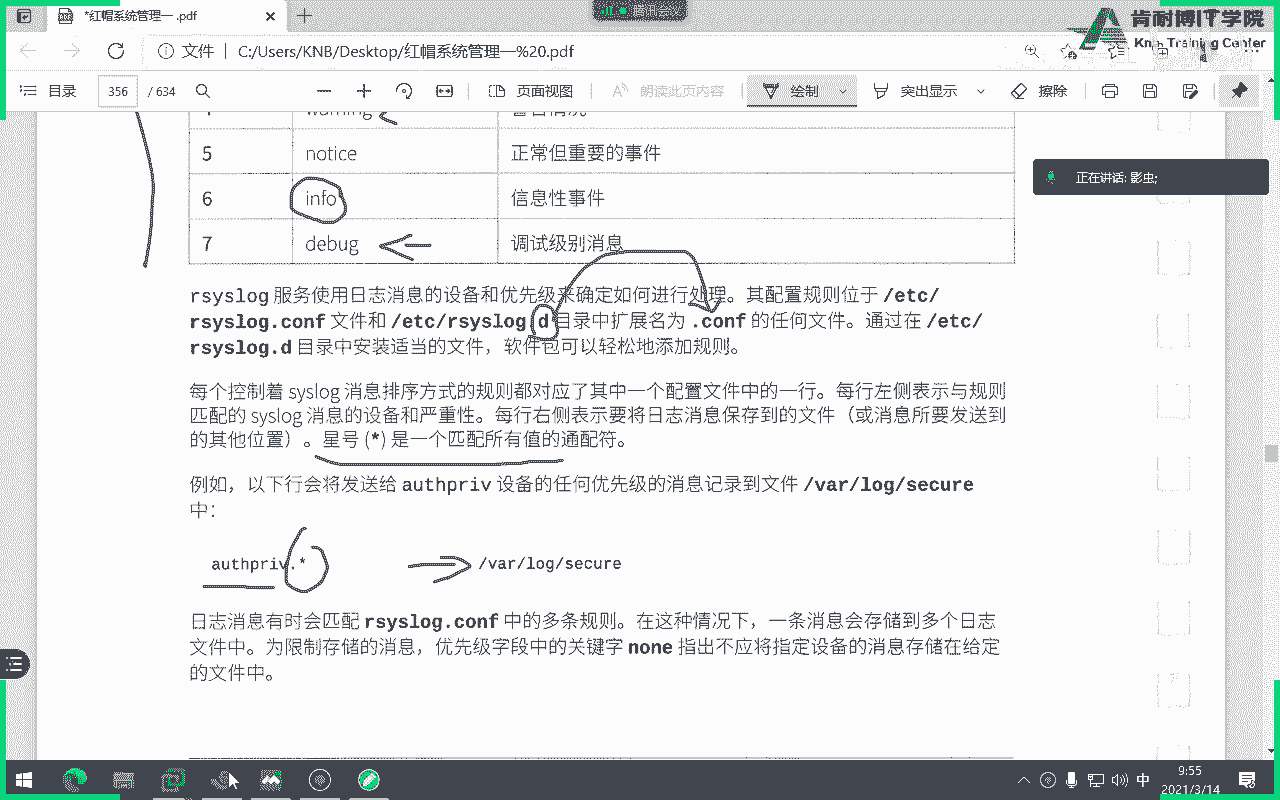 *红帽系统管理一 .pdf
腾讯会议
肯耐博IT学院
KNB Training Center
文件 | C:/Users/KNB/Desktop/红帽系统管理一%20.pdf
目录 356 / 634 页面视图 朗读此页内容 绘制 突出显示 擦除
4 warning 警告情况
5 notice 正常但重要的事件
正在讲话: 影虫;
6 info 信息性事件
7 debug 调试级别消息
rsyslog 服务使用日志消息的设备和优先级来确定如何进行处理。其配置规则位于 /etc/
rsyslog.conf 文件和 /etc/rsyslog.d 目录中扩展名为 .conf 的任何文件。通过在 /etc/
rsyslog.d 目录中安装适当的文件，软件包可以轻松地添加规则。
每个控制着 syslog 消息排序方式的规则都对应了其中一个配置文件中的一行。每行左侧表示与规则
匹配的 syslog 消息的设备和严重性。每行右侧表示要将日志消息保存到的文件（或消息所要发送到
的其他位置）。星号 (*) 是一个匹配所有值的通配符。
例如，以下行会将发送给 authpriv 设备的任何优先级的消息记录到文件 /var/log/secure
中：
authpriv.* /var/log/secure
日志消息有时会匹配 rsyslog.conf 中的多条规则。在这种情况下，一条消息会存储到多个日志
文件中。为限制存储的消息，优先级字段中的关键字 none 指出不应将指定设备的消息存储在给定
的文件中。
中
9:55
2021/3/14